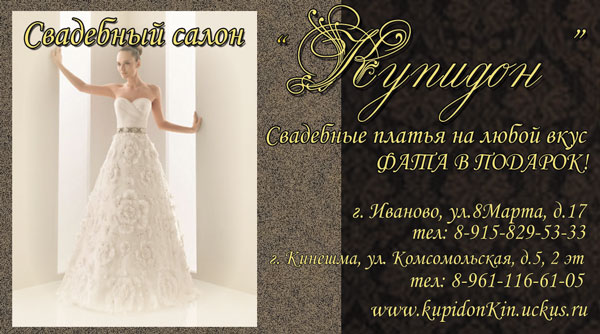 Свадебный салон
“Купидон”
Свадебные платья на любой вкус
ФАТА В ПОДАРОК!
г. Иваново, ул.8Марта, д.17
тел: 8-915-829-53-33
г. Кинешма, ул. Комсомольская, д.5, 2 эт
тел: 8-961-116-61-05
www.kupidonKin.uckus.ru